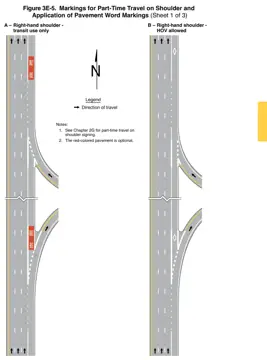 Figure 3E-5. Markings for Part-Time Travel on Shoulder and
Application of Pavement Word Markings (Sheet 1 of 3)
A – Right-hand shoulder -
transit use only
B – Right-hand shoulder -
HOV allowed
N
Legend
Direction of travel
Notes:
1. See Chapter 2G for part-time travel on
shoulder signing.
2. The red-colored pavement is optional.